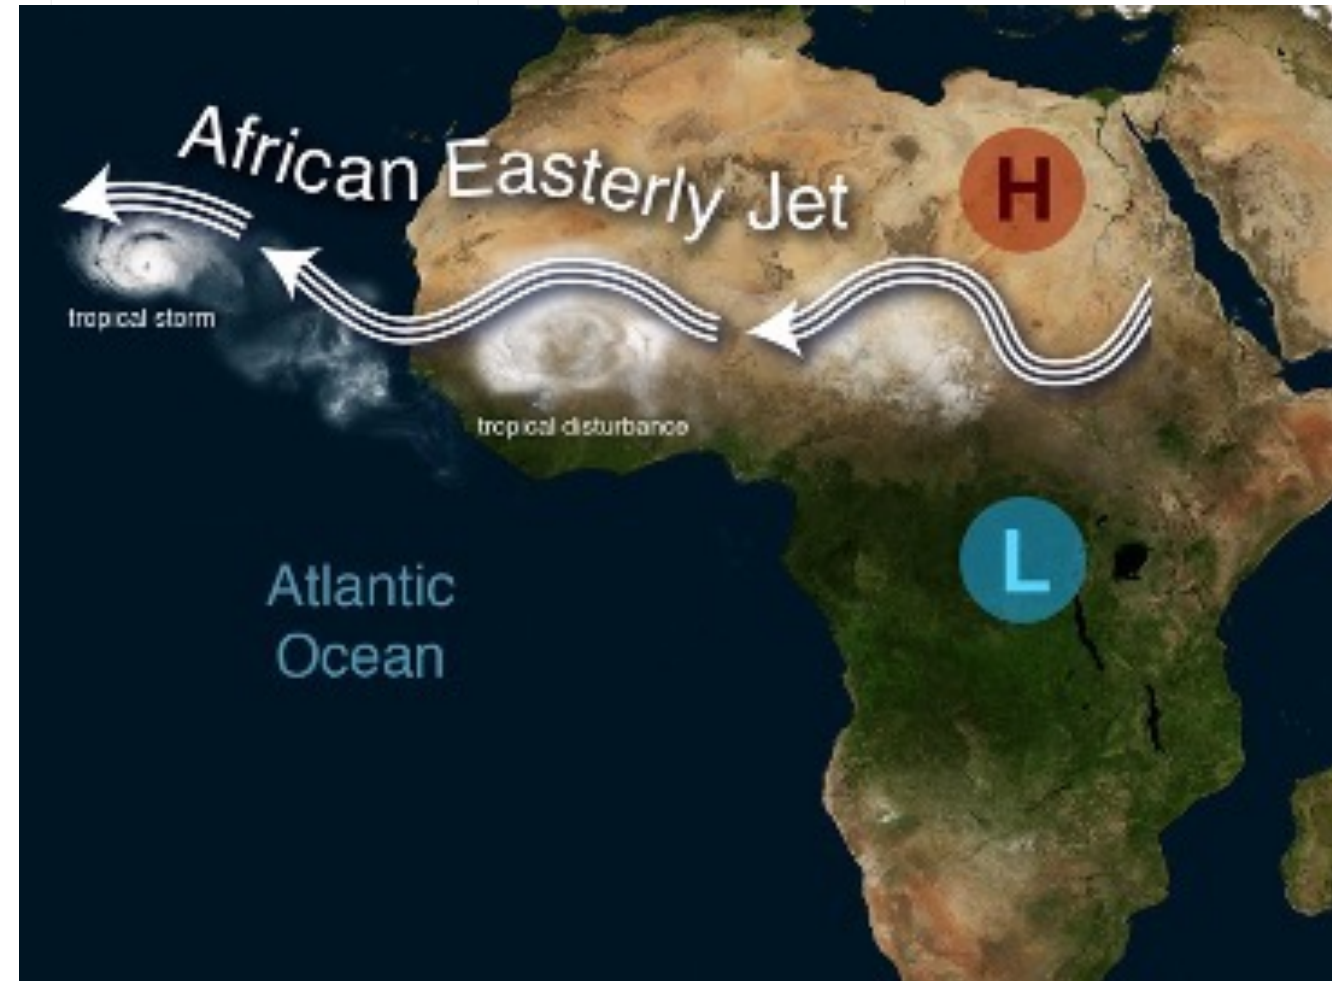 African Easterly Jet
H
tropical storm
tropical disturbance
L
Atlantic
Ocean